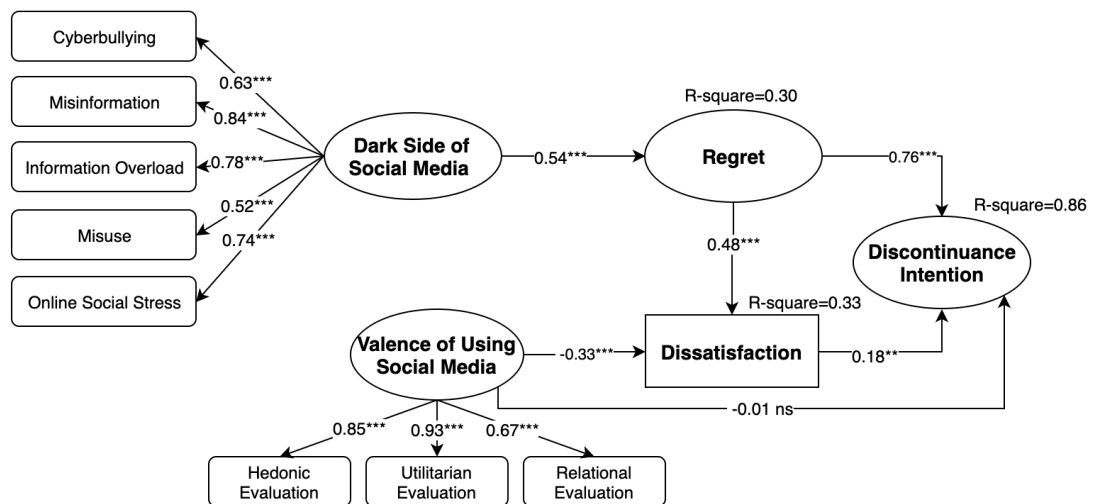 Cyberbullying
0.63***
Misinformation
0.84***
R-square=0.30
Dark Side of
Social Media
0.54***
Regret
0.76***
Information Overload
0.78***
Misuse
0.52***
R-square=0.86
Online Social Stress
0.74***
0.48***
Discontinuance
Intention
R-square=0.33
Valence of Using
Social Media
-0.33***
Dissatisfaction
0.18**
-0.01 ns
0.85***
0.93***
0.67***
Hedonic
Evaluation
Utilitarian
Evaluation
Relational
Evaluation